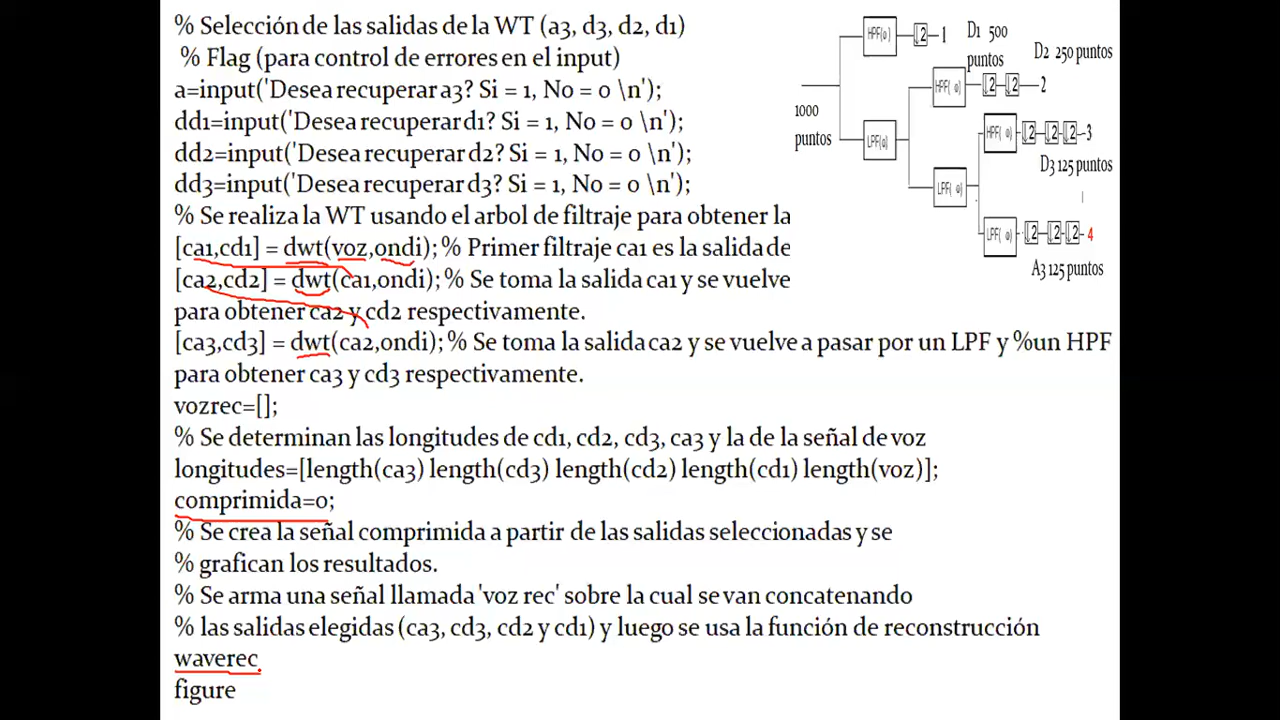 % Selección de las salidas de la WT (a3, d3, d2, d1)
% Flag (para control de errores en el input)
a=input('Desea recuperar a3? Si = 1, No = 0 \n');
dd1=input('Desea recuperar d1? Si = 1, No = 0 \n');
dd2=input('Desea recuperar d2? Si = 1, No = 0 \n');
dd3=input('Desea recuperar d3? Si = 1, No = 0 \n');
% Se realiza la WT usando el arbol de filtraje para obtener la
[ca1,cd1] = dwt(voz,ondi); % Primer filtraje ca1 es la salida de
[ca2,cd2] = dwt(ca1,ondi); % Se toma la salida ca1 y se vuelve
para obtener ca2 y cd2 respectivamente.
[ca3,cd3] = dwt(ca2,ondi); % Se toma la salida ca2 y se vuelve a pasar por un LPF y %un HPF
para obtener ca3 y cd3 respectivamente.
vozrec=[];
% Se determinan las longitudes de cd1, cd2, cd3, ca3 y la de la señal de voz
longitudes=[length(ca3) length(cd3) length(cd2) length(cd1) length(voz)];
comprimida=0;
% Se crea la señal comprimida a partir de las salidas seleccionadas y se
% grafican los resultados.
% Se arma una señal llamada 'voz rec' sobre la cual se van concatenando
% las salidas elegidas (ca3, cd3, cd2 y cd1) y luego se usa la función de reconstrucción
waverec.
figure
1000
puntos
HPF(ω)
↓2
1
D1 500
puntos
D2 250 puntos
HPF( ω)
↓2 ↓2
2
LPF(ω)
HPF( ω)
↓2 ↓2 ↓2
3
D3 125 puntos
LPF( ω)
LPF( ω)
↓2 ↓2 ↓2
4
A3 125 puntos